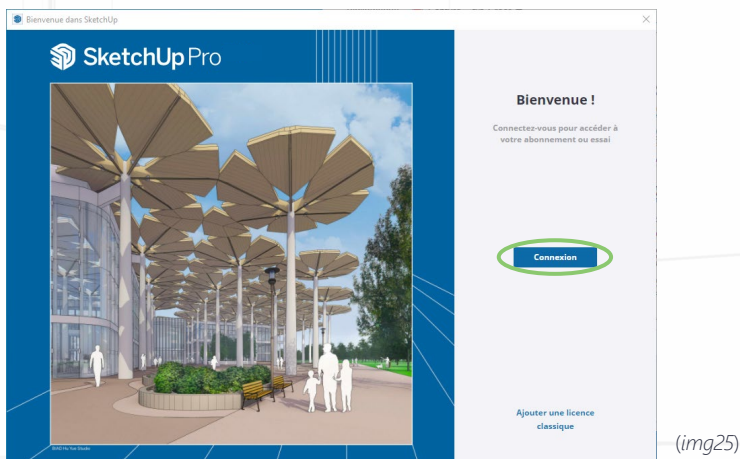 Bienvenue dans SketchUp
SketchUp Pro
Bienvenue !
Connectez-vous pour accéder à
votre abonnement ou essai
Connexion
Ajouter une licence
classique
(img25)